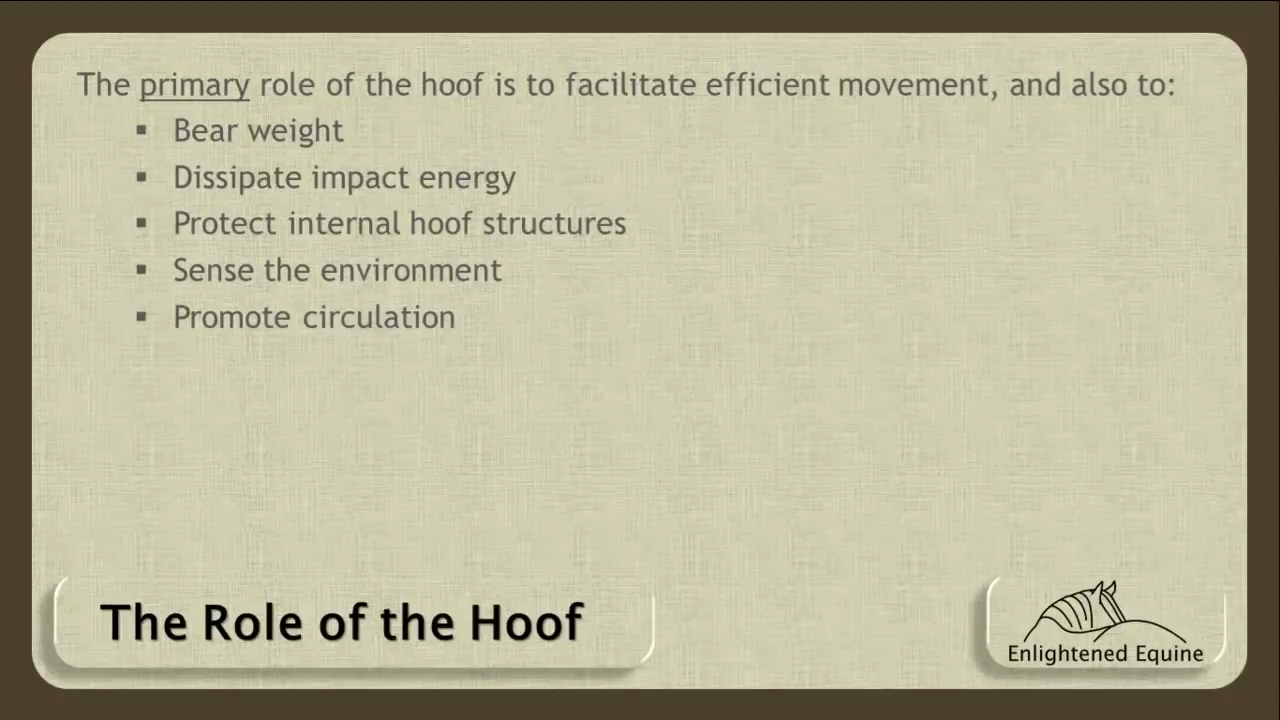 The primary role of the hoof is to facilitate efficient movement, and also to:
▪ Bear weight
▪ Dissipate impact energy
▪ Protect internal hoof structures
▪ Sense the environment
▪ Promote circulation
The Role of the Hoof
Enlightened Equine